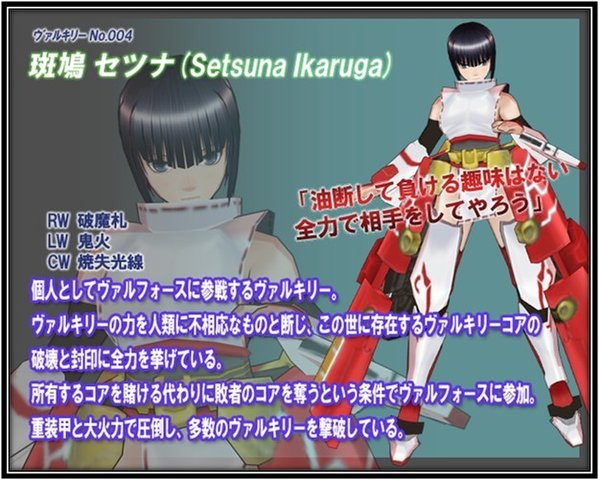 ヴァルキリー No.004
斑鳩 セツナ(Setsuna Ikaruga)
「油断して負ける趣味はない
全力で相手をしてやろう」
RW 破魔札
LW 鬼火
CW 焼失光線
個人としてヴァルフォースに参戦するヴァルキリー。
ヴァルキリーの力を人類に不相応なものと断じ、この世に存在するヴァルキリーコアの
破壊と封印に全力を挙げている。
所有するコアを賭ける代わりに敗者のコアを奪うという条件でヴァルフォースに参加。
重装甲と大火力で圧倒し、多数のヴァルキリーを撃破している。